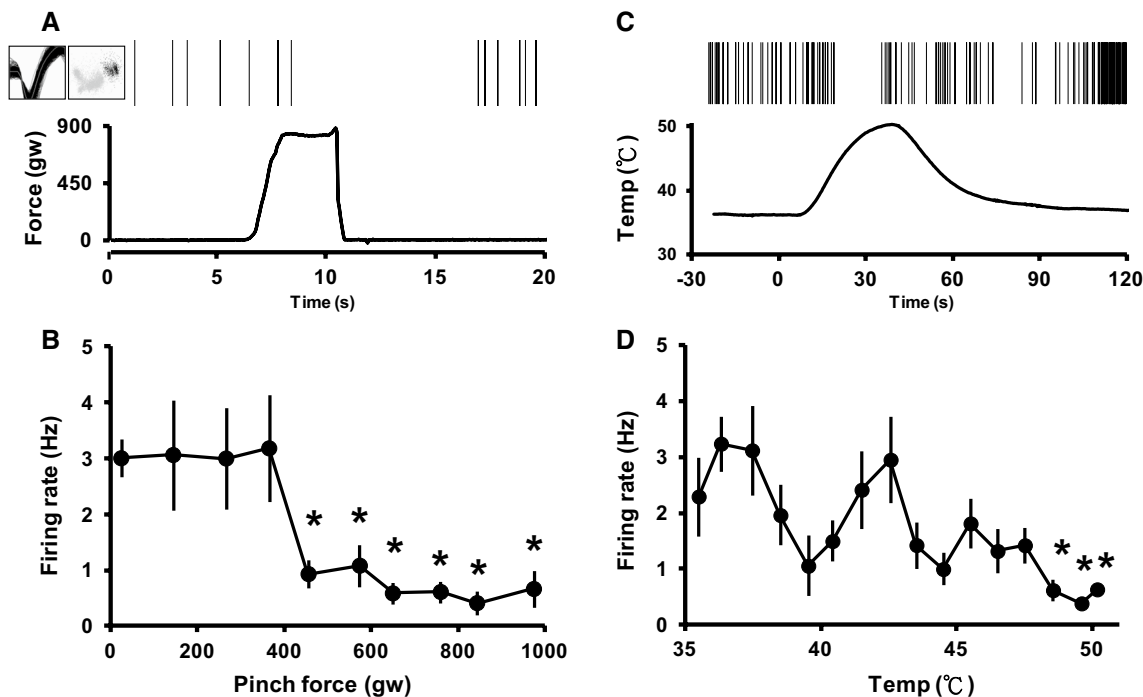 A
900
450
0
Force (gw)
0 5 10 15 20
Time (s)
C
50
40
30
Temp (℃)
-30 0 30 60 90 120
Time (s)
B
5
4
3
2
1
0
Firing rate (Hz)
* * * * * *
0 200 400 600 800 1000
Pinch force (gw)
D
5
4
3
2
1
0
Firing rate (Hz)
* * *
35 40 45 50
Temp (℃)